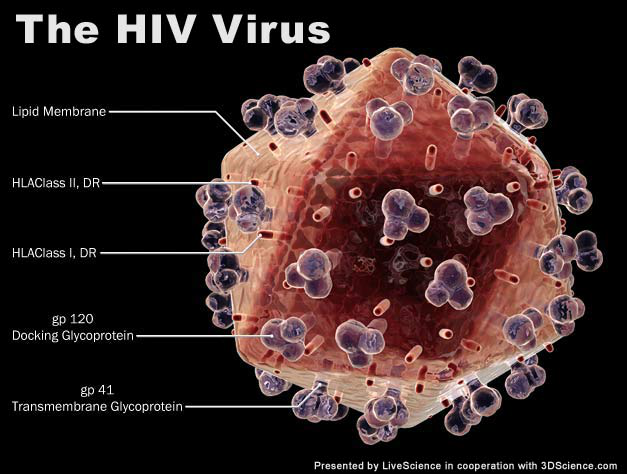 The HIV Virus
Lipid Membrane
HLAClass II, DR
HLAClass I, DR
gp 120
Docking Glycoprotein
gp 41
Transmembrane Glycoprotein
Presented by LiveScience in cooperation with 3DScience.com